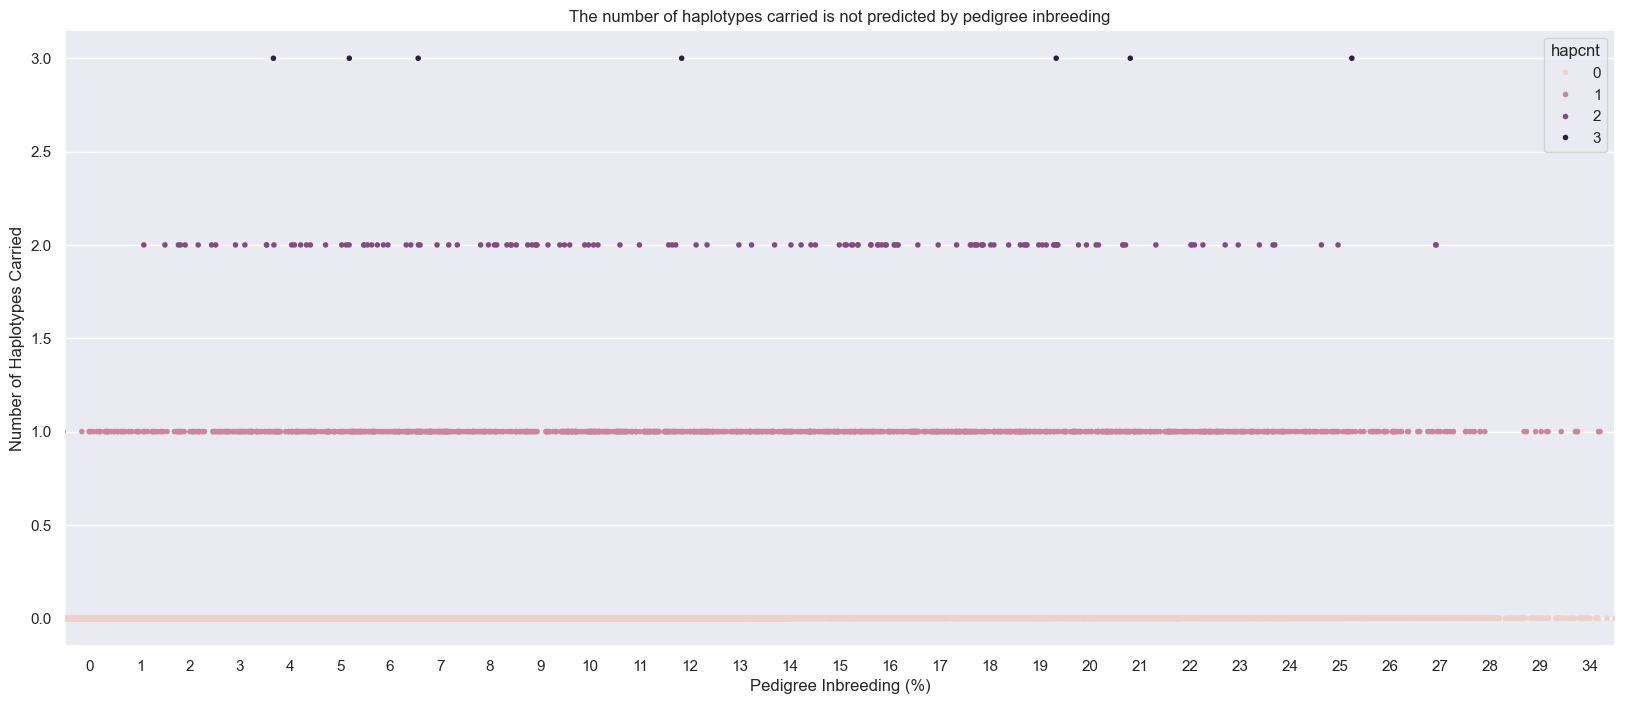 The number of haplotypes carried is not predicted by pedigree inbreeding
hapcnt
0
1
2
3
3.0
2.5
2.0
1.5
1.0
0.5
0.0
Number of Haplotypes Carried
0 1 2 3 4 5 6 7 8 9 10 11 12 13 14 15 16 17 18 19 20 21 22 23 24 25 26 27 28 29 34
Pedigree Inbreeding (%)